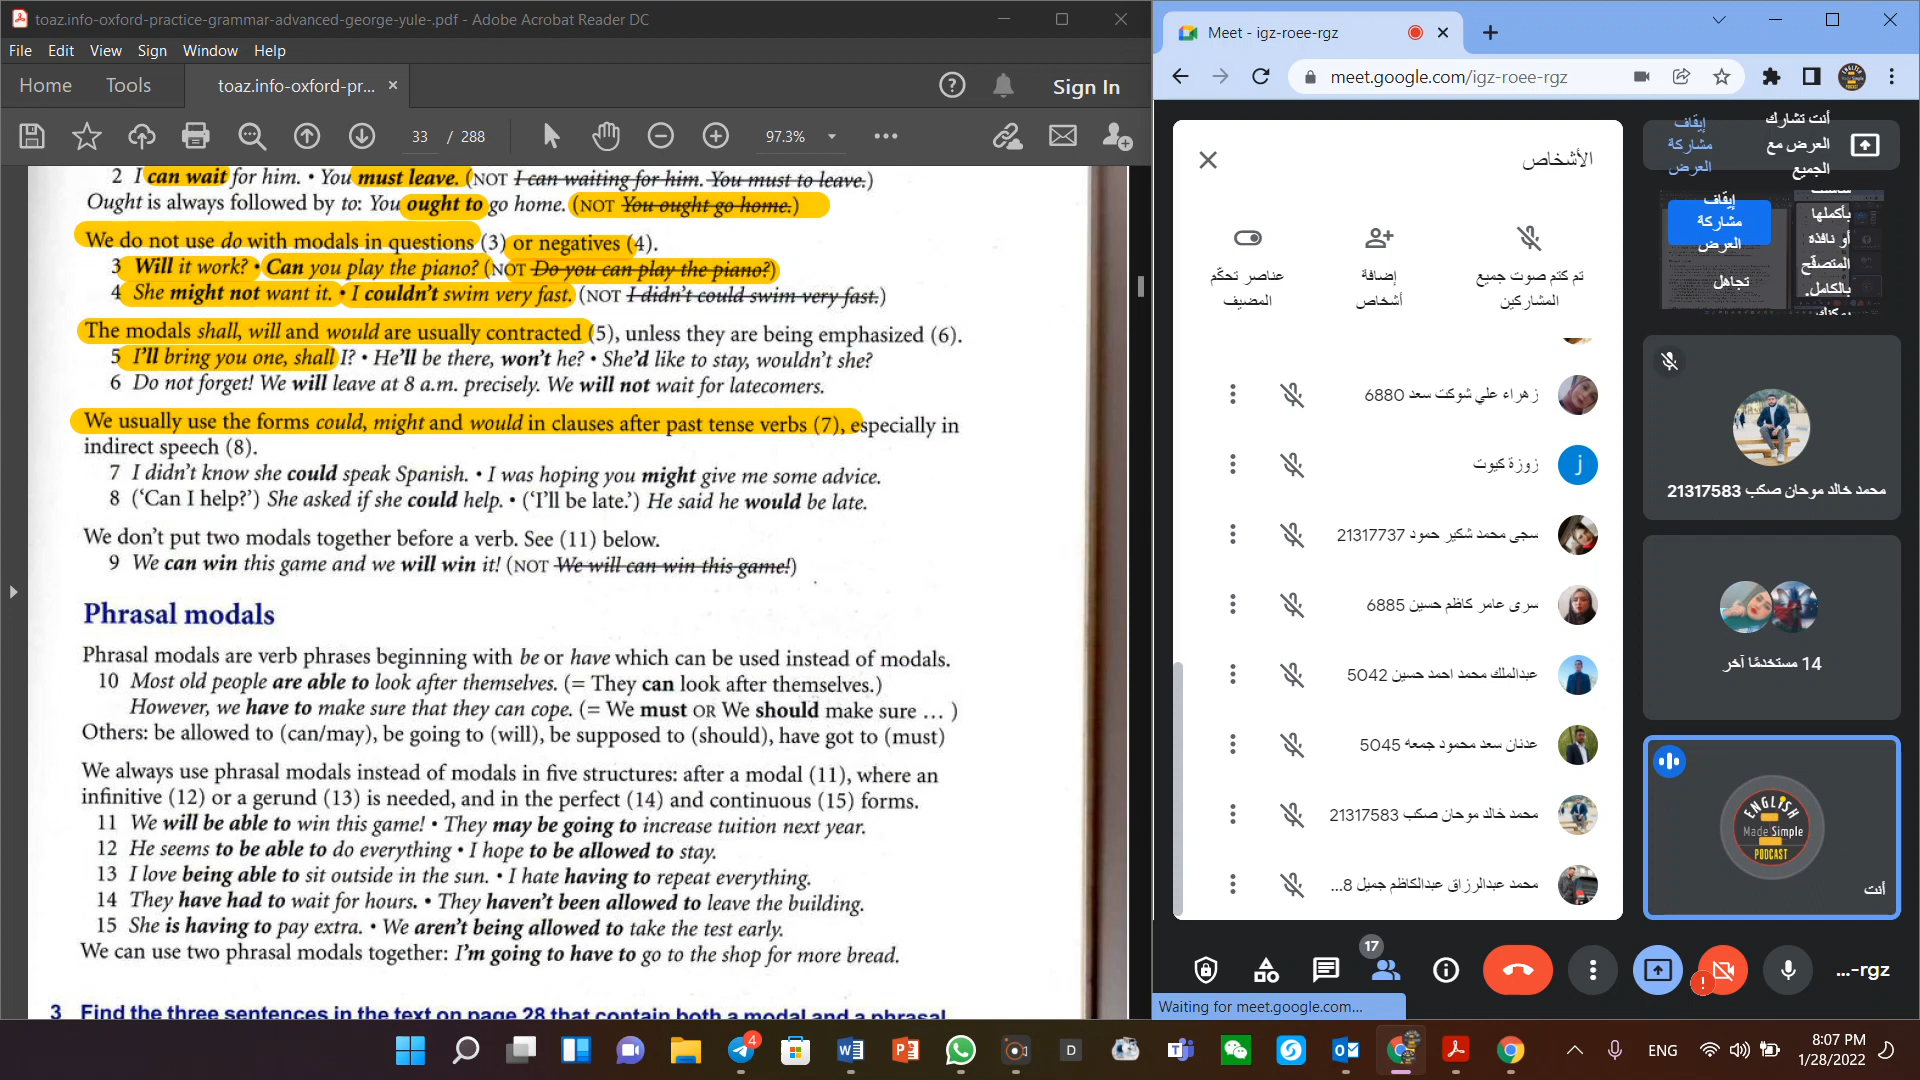 toaz.info-oxford-practice-grammar-advanced-george-yule-.pdf - Adobe Acrobat Reader DC
File Edit View Sign Window Help
Home Tools toaz.info-oxford-pr... × Sign In
33 / 288 97.3%
2 I can wait for him. • You must leave. (NOT I can waiting for him. You must to leave.)
Ought is always followed by to: You ought to go home. (NOT You ought go home.)
We do not use do with modals in questions (3) or negatives (4).
3 Will it work? • Can you play the piano? (NOT Do you can play the piano?)
4 She might not want it. • I couldn't swim very fast. (NOT I didn't could swim very fast.)
The modals shall, will and would are usually contracted (5), unless they are being emphasized (6).
5 I'll bring you one, shall I? • He'll be there, won't he? • She'd like to stay, wouldn't she?
6 Do not forget! We will leave at 8 a.m. precisely. We will not wait for latecomers.
We usually use the forms could, might and would in clauses after past tense verbs (7), especially in
indirect speech (8).
7 I didn't know she could speak Spanish. • I was hoping you might give me some advice.
8 ('Can I help?') She asked if she could help. • ('I'll be late.') He said he would be late.
We don't put two modals together before a verb. See (11) below.
9 We can win this game and we will win it! (NOT We will can win this game!)
Phrasal modals
Phrasal modals are verb phrases beginning with be or have which can be used instead of modals.
10 Most old people are able to look after themselves. (= They can look after themselves.)
However, we have to make sure that they can cope. (= We must OR We should make sure … )
Others: be allowed to (can/may), be going to (will), be supposed to (should), have got to (must)
We always use phrasal modals instead of modals in five structures: after a modal (11), where an
infinitive (12) or a gerund (13) is needed, and in the perfect (14) and continuous (15) forms.
11 We will be able to win this game! • They may be going to increase tuition next year.
12 He seems to be able to do everything • I hope to be allowed to stay.
13 I love being able to sit outside in the sun. • I hate having to repeat everything.
14 They have had to wait for hours. • They haven't been allowed to leave the building.
15 She is having to pay extra. • We aren't being allowed to take the test early.
We can use two phrasal modals together: I'm going to have to go to the shop for more bread.
3 Find the three sentences in the text on page 28 that contain both a modal and a phrasal
Meet - igz-roee-rgz
meet.google.com/igz-roee-rgz
الأشخاص
تم كتم صوت جميع
المشاركين
إضافة
أشخاص
عناصر تحكّم
المضيف
زهراء علي شوكت سعد 6880
زوزة كيوت
j
سجى محمد شكير حمود 21317737
سرى عامر كاظم حسين 6885
عبدالملك محمد احمد حسين 5042
عدنان سعد محمود جمعه 5045
محمد خالد موحان صكب 21317583
محمد عبدالرزاق عبدالكاظم جميل 8...
أنت تشارك
العرض مع
الجميع
إيقاف
مشاركة
العرض
إيقاف
مشاركة
العرض
تجاهل
بأكملها
أو نافذة
المتصفّح
بالكامل.
محمد خالد موحان صكب 21317583
14 مستخدمًا آخر
ENGLISH
Made Simple
PODCAST
أنت
17
...-rgz
Waiting for meet.google.com...
4
D
ENG
8:07 PM
1/28/2022